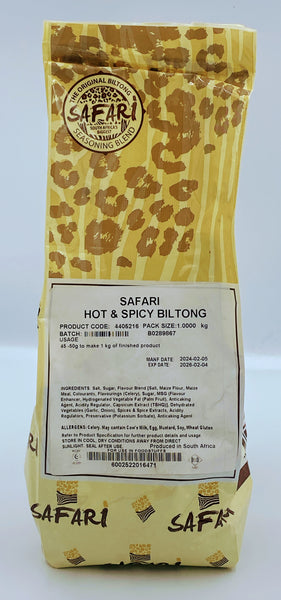 THE ORIGINAL BILTONG
SAFARI
SOUTH AFRICA'S
BIGGEST
SEASONING BLEND
SAFARI
HOT & SPICY BILTONG
PRODUCT CODE: 4405216 PACK SIZE:1.0000 kg
BATCH: B0289867
USAGE
45 -50g to make 1 kg of finished product
MANF DATE 2024-02-05
EXP DATE 2026-02-04
INGREDIENTS: Salt, Sugar, Flavour Blend [Salt, Maize Flour, Maize
Meal, Colourants, Flavourings (Celery), Sugar, MSG (Flavour
Enhancer, Hydrogenated Vegetable Fat (Palm Fruit), Anticaking
Agent, Acidity Regulator, Capsicum Extract (TBHQ)], Dehydrated
Vegetables (Garlic, Onion), Spices & Spice Extracts, Acidity
Regulators, Preservative (Potassium Sorbate), Anticaking Agent.
ALLERGENS: Celery. May contain Cow's Milk, Egg, Mustard, Soy, Wheat Gluten
Refer to Product Specification for further product details and usage
STORE IN COOL, DRY CONDITIONS AWAY FROM DIRECT
SUNLIGHT. SEAL AFTER USE. Produced in South Africa
FOR USE IN FOODSTUFFS
6002522016471
SAFARI SAFARI